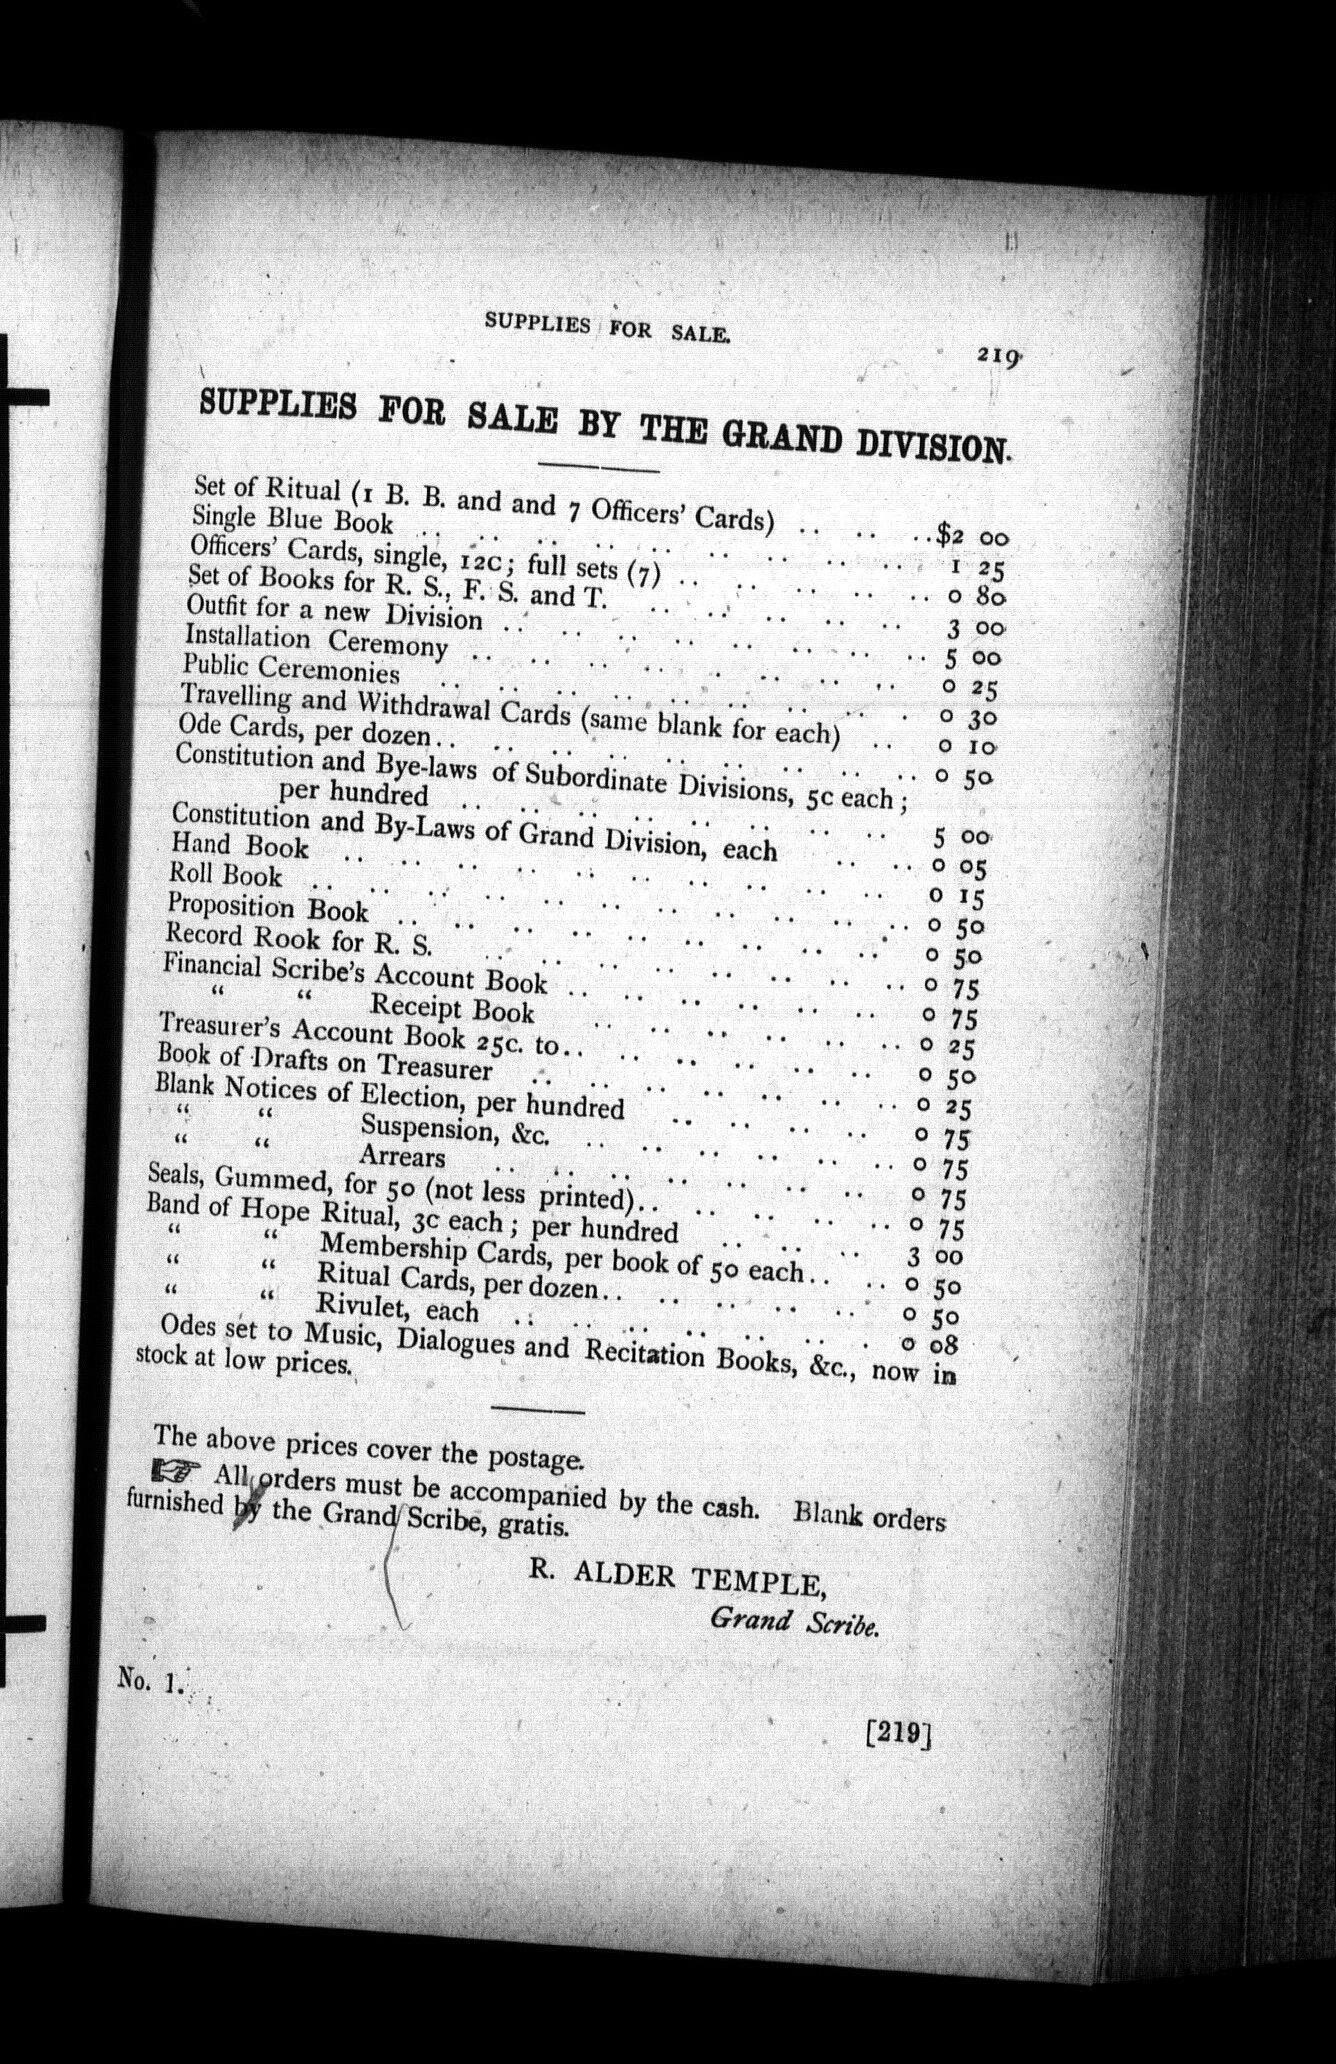 SUPPLIES FOR SALE.
219
SUPPLIES FOR SALE BY THE GRAND DIVISION.
Set of Ritual (1 B. B. and and 7 Officers' Cards) .. .. ..$2 00
Single Blue Book .. .. .. .. .. .. .. .. .. 1 25
Officers' Cards, single, 12c; full sets (7) .. .. .. .. .. 0 80
Set of Books for R. S., F. S. and T. .. .. .. .. .. 3 00
Outfit for a new Division .. .. .. .. .. .. .. .. 5 00
Installation Ceremony .. .. .. .. .. .. .. .. 0 25
Public Ceremonies .. .. .. .. .. .. .. .. . 0 30
Travelling and Withdrawal Cards (same blank for each) .. 0 10
Ode Cards, per dozen.. .. .. .. .. .. .. .. .. 0 50
Constitution and Bye-laws of Subordinate Divisions, 5c each;
per hundred .. .. .. .. .. .. .. .. 5 00
Constitution and By-Laws of Grand Division, each .. .. 0 05
Hand Book .. .. .. .. .. .. .. .. .. .. 0 15
Roll Book .. .. .. .. .. .. .. .. .. .. .. 0 50
Proposition Book .. .. .. .. .. .. .. .. .. 0 50
Record Rook for R. S. .. .. .. .. .. .. .. .. 0 75
Financial Scribe's Account Book .. .. .. .. .. .. 0 75
“ “ Receipt Book .. .. .. .. .. .. 0 25
Treasurer's Account Book 25c. to.. .. .. .. .. .. 0 50
Book of Drafts on Treasurer .. .. .. .. .. .. .. 0 25
Blank Notices of Election, per hundred .. .. .. .. 0 75
“ “ Suspension, &c. .. .. .. .. .. .. 0 75
“ “ Arrears .. .. .. .. .. .. .. 0 75
Seals, Gummed, for 50 (not less printed).. .. .. .. .. 0 75
Band of Hope Ritual, 3c each; per hundred .. .. .. 3 00
“ “ Membership Cards, per book of 50 each.. .. 0 50
“ “ Ritual Cards, per dozen.. .. .. .. .. 0 50
“ “ Rivulet, each .. .. .. .. .. .. . 0 08
Odes set to Music, Dialogues and Recitation Books, &c., now in
stock at low prices.
The above prices cover the postage.
☞ All orders must be accompanied by the cash. Blank orders
furnished by the Grand Scribe, gratis.
R. ALDER TEMPLE,
Grand Scribe.
No. 1.
[219]